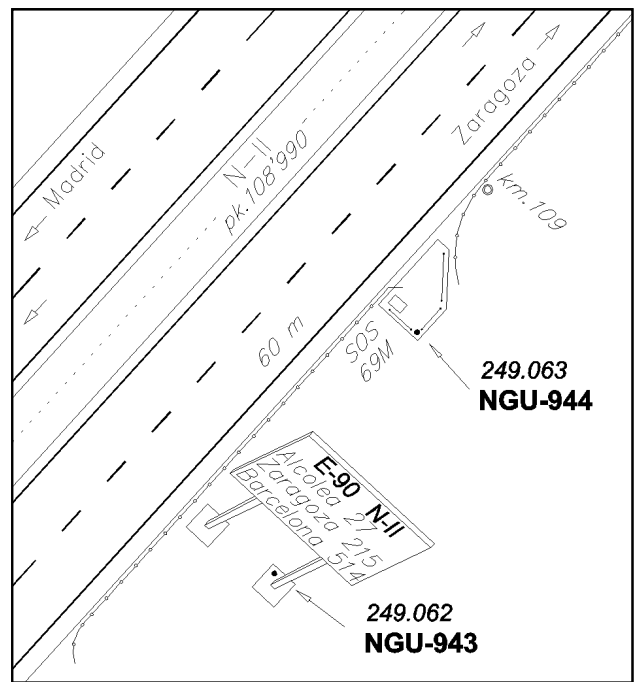 Madrid
N-II
pk.108'990
Zaragoza
km.109
60 m
SOS
69M
249.063
NGU-944
E-90 N-II
Alcolea 27
Zaragoza 215
Barcelona 514
249.062
NGU-943